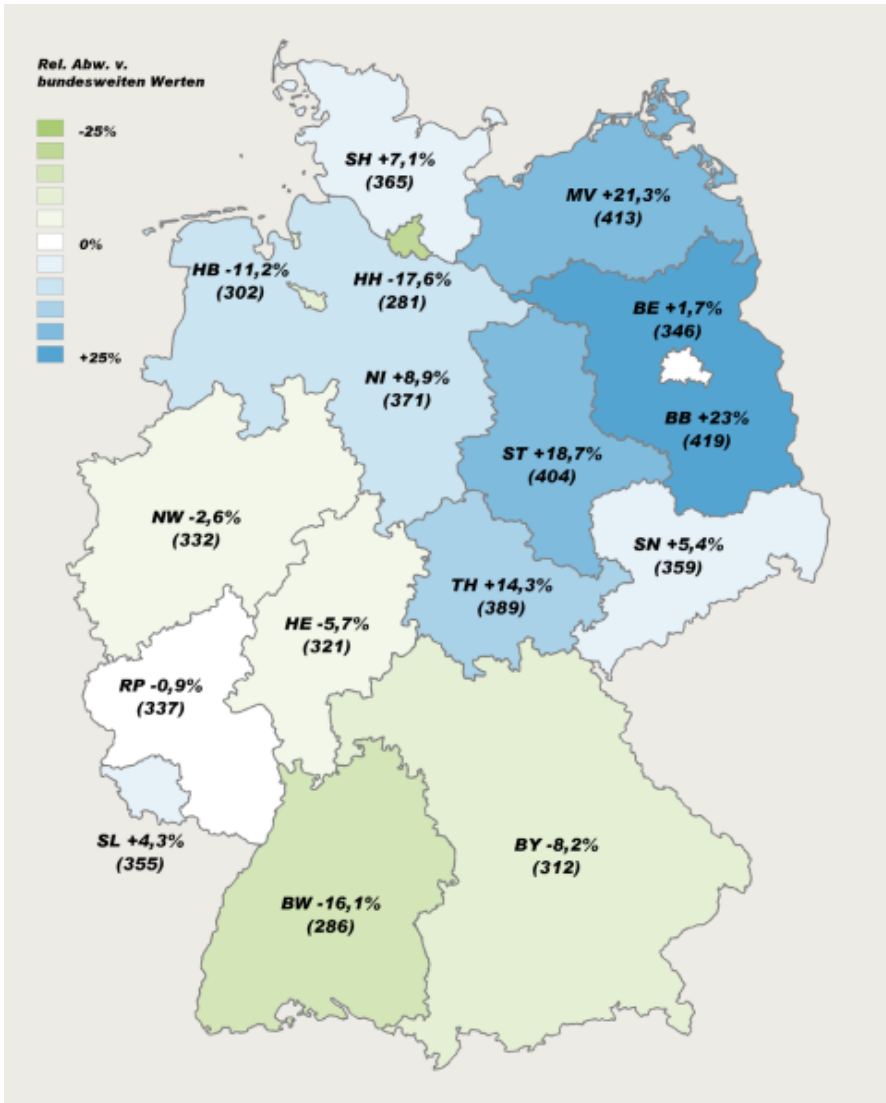 Rel. Abw. v.
bundesweiten Werten
-25%
0%
+25%
SH +7,1%
(365)
MV +21,3%
(413)
HB -11,2%
(302)
HH -17,6%
(281)
BE +1,7%
(346)
NI +8,9%
(371)
BB +23%
(419)
ST +18,7%
(404)
NW -2,6%
(332)
SN +5,4%
(359)
TH +14,3%
(389)
HE -5,7%
(321)
RP -0,9%
(337)
SL +4,3%
(355)
BY -8,2%
(312)
BW -16,1%
(286)